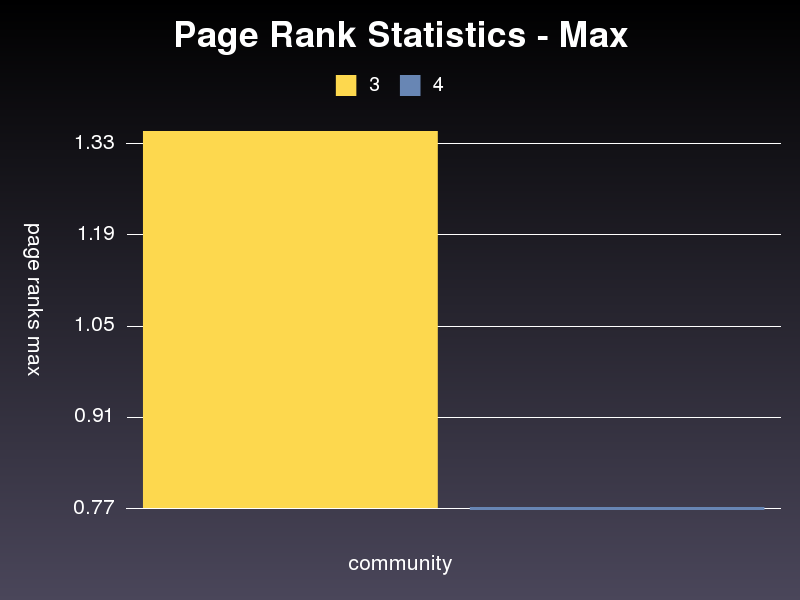 Page Rank Statistics - Max
3 4
1.33
1.19
1.05
0.91
0.77
page ranks max
community